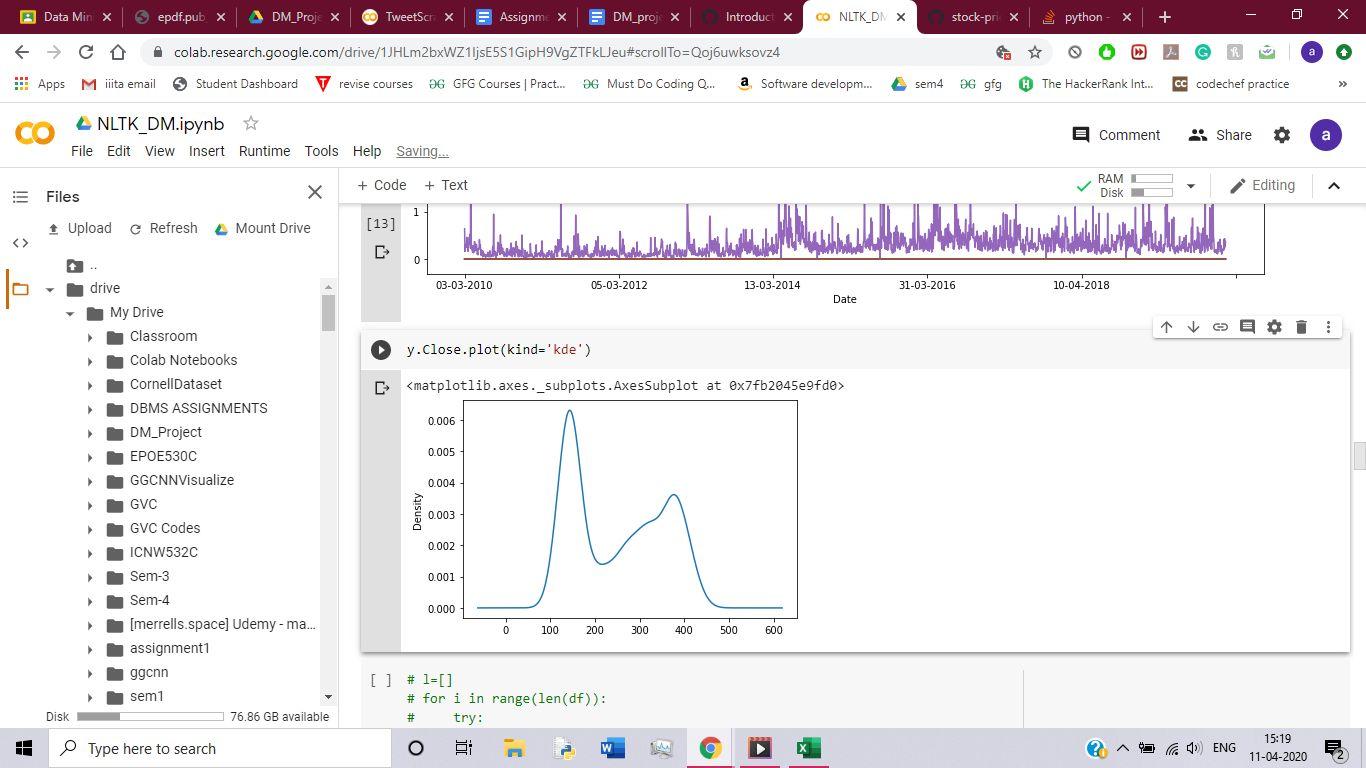 Data Min
epdf.pub
DM_Proje
TweetScra
Assignme
DM_proje
Introduct
NLTK_DM
stock-pri
python -
colab.research.google.com/drive/1JHLm2bxWZ1IjsE5S1GipH9VgZTFkLJeu#scrollTo=Qoj6uwksovz4
a
Apps
iiita email
Student Dashboard
revise courses
GFG Courses | Pract...
Must Do Coding Q...
Software developm...
sem4
gfg
The HackerRank Int...
codechef practice
»
NLTK_DM.ipynb
Comment
Share
a
File Edit View Insert Runtime Tools Help Saving...
Files
+ Code + Text
RAM
Disk
Editing
Upload Refresh Mount Drive
..
drive
My Drive
Classroom
Colab Notebooks
CornellDataset
DBMS ASSIGNMENTS
DM_Project
EPOE530C
GGCNNVisualize
GVC
GVC Codes
ICNW532C
Sem-3
Sem-4
[merrells.space] Udemy - ma...
assignment1
ggcnn
sem1
Disk 76.86 GB available
[13]
1
0
03-03-2010 05-03-2012 13-03-2014 31-03-2016 10-04-2018
Date
y.Close.plot(kind='kde')
<matplotlib.axes._subplots.AxesSubplot at 0x7fb2045e9fd0>
0.006
0.005
0.004
0.003
0.002
0.001
0.000
Density
0 100 200 300 400 500 600
[ ] # l=[]
# for i in range(len(df)):
# try:
Type here to search
ENG
15:19
11-04-2020
2